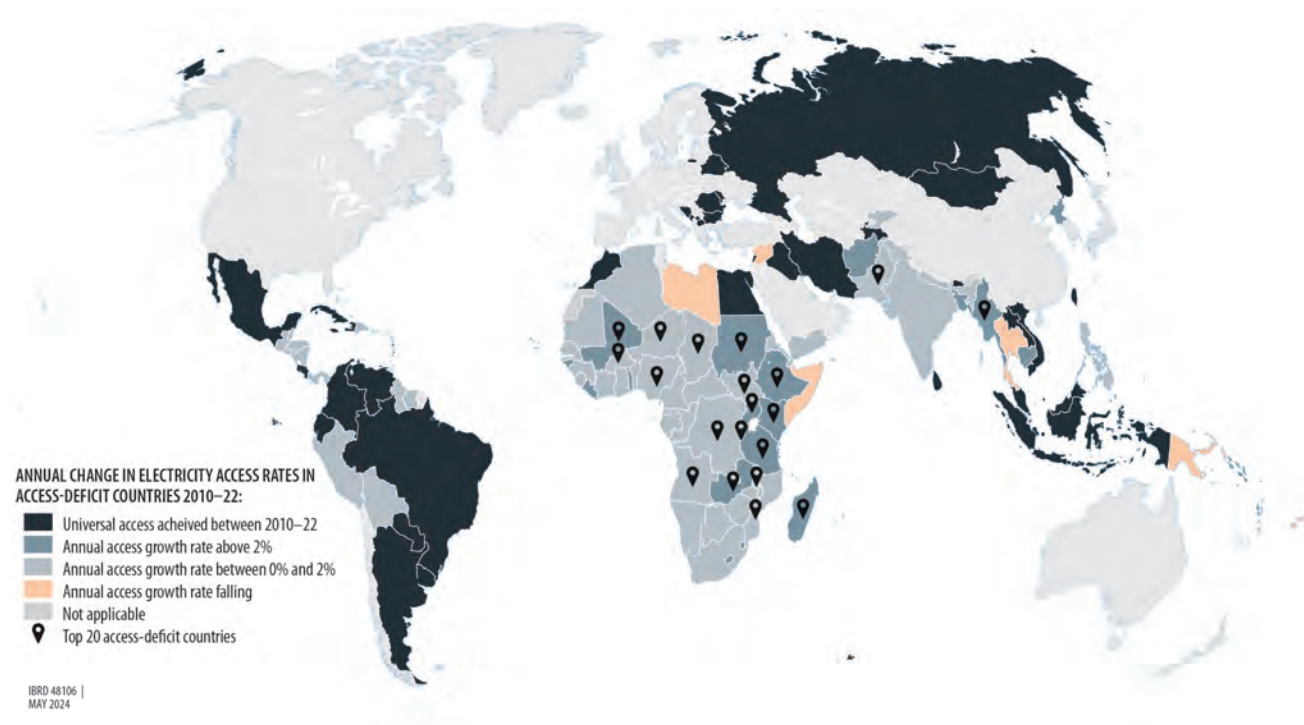 ANNUAL CHANGE IN ELECTRICITY ACCESS RATES IN
ACCESS-DEFICIT COUNTRIES 2010–22:
Universal access acheived between 2010–22
Annual access growth rate above 2%
Annual access growth rate between 0% and 2%
Annual access growth rate falling
Not applicable
Top 20 access-deficit countries
IBRD 48106 |
MAY 2024